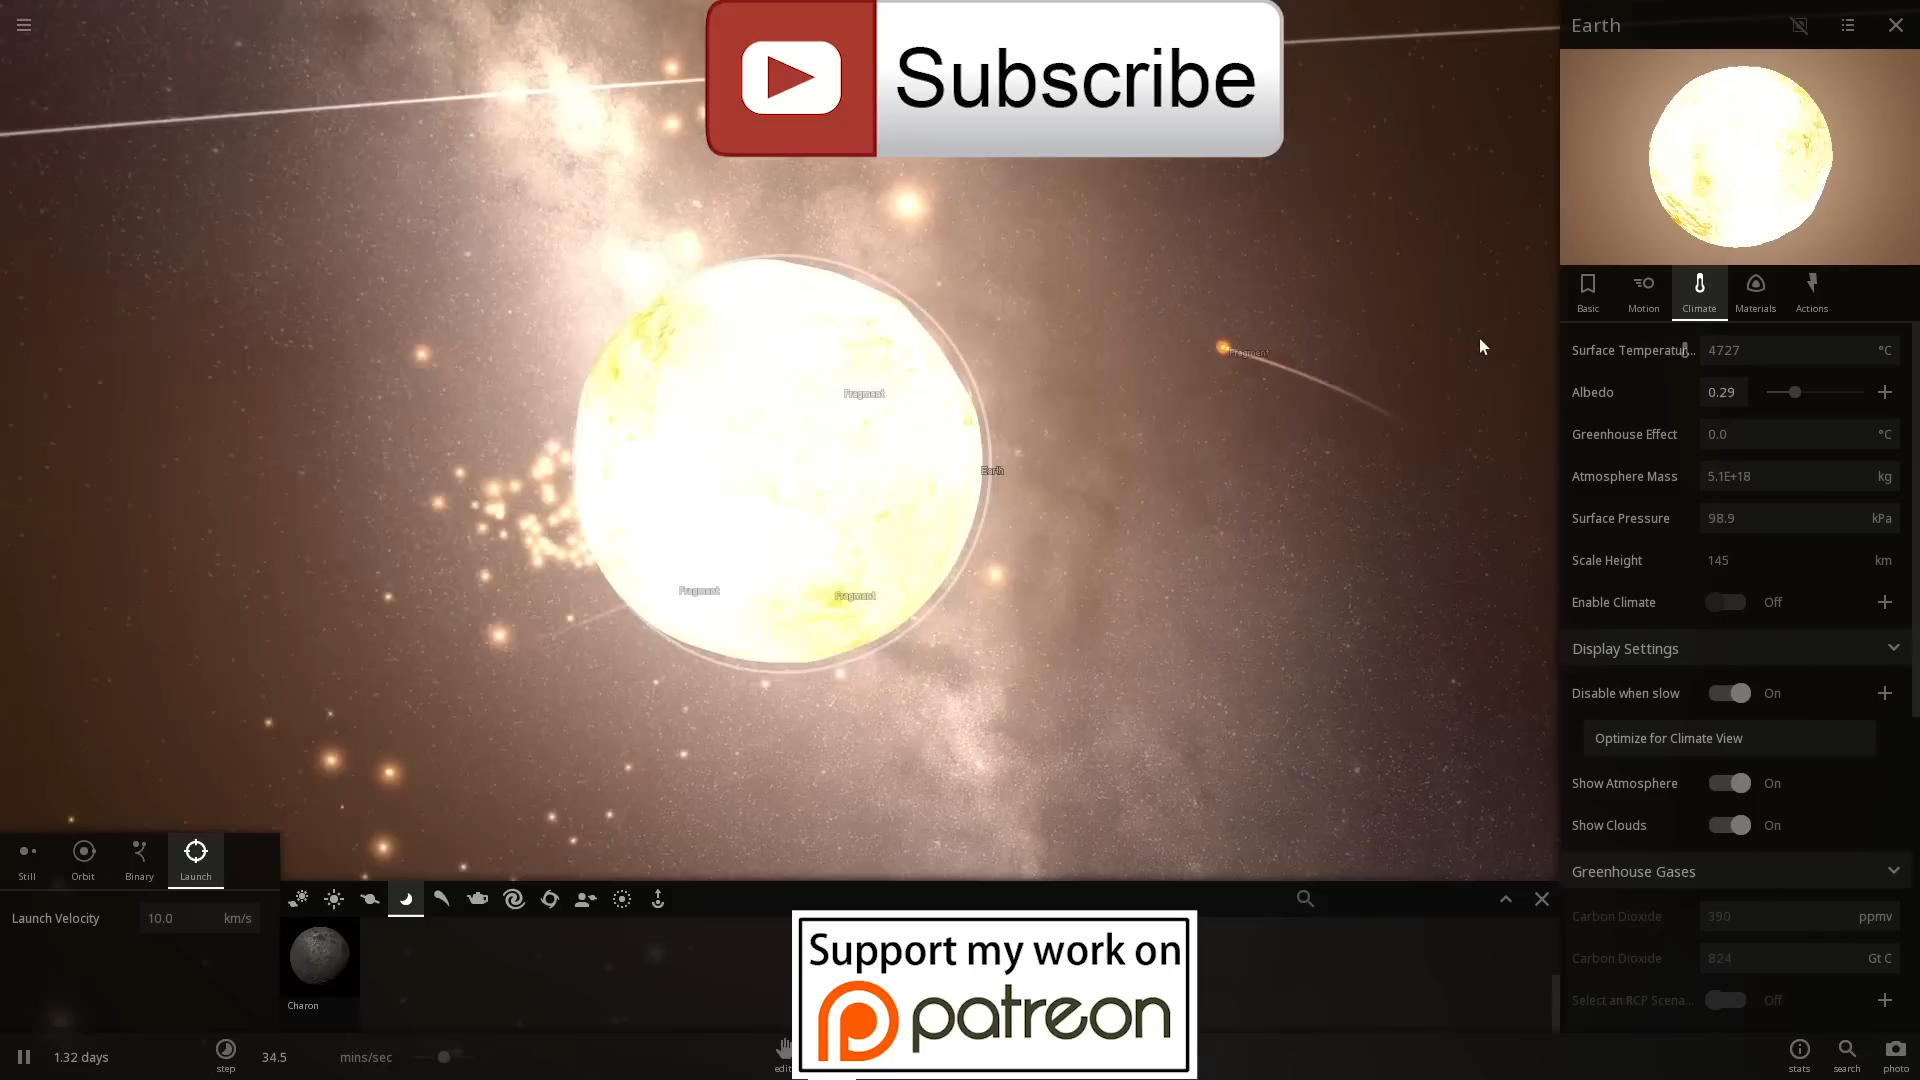 Subscribe
Earth
Fragment
Fragment
Earth
Fragment
Fragment
Basic
Motion
Climate
Materials
Actions
Surface Temperatur... 4727 °C
Albedo 0.29
Greenhouse Effect 0.0 °C
Atmosphere Mass 5.1E+18 kg
Surface Pressure 98.9 kPa
Scale Height 145 km
Enable Climate Off
Display Settings
Disable when slow On
Optimize for Climate View
Show Atmosphere On
Show Clouds On
Greenhouse Gases
Carbon Dioxide 390 ppmv
Carbon Dioxide 824 Gt C
Select an RCP Scena... Off
Still
Orbit
Binary
Launch
Launch Velocity 10.0 km/s
Charon
Support my work on
patreon
1.32 days
step
34.5 mins/sec
edit
stats
search
photo